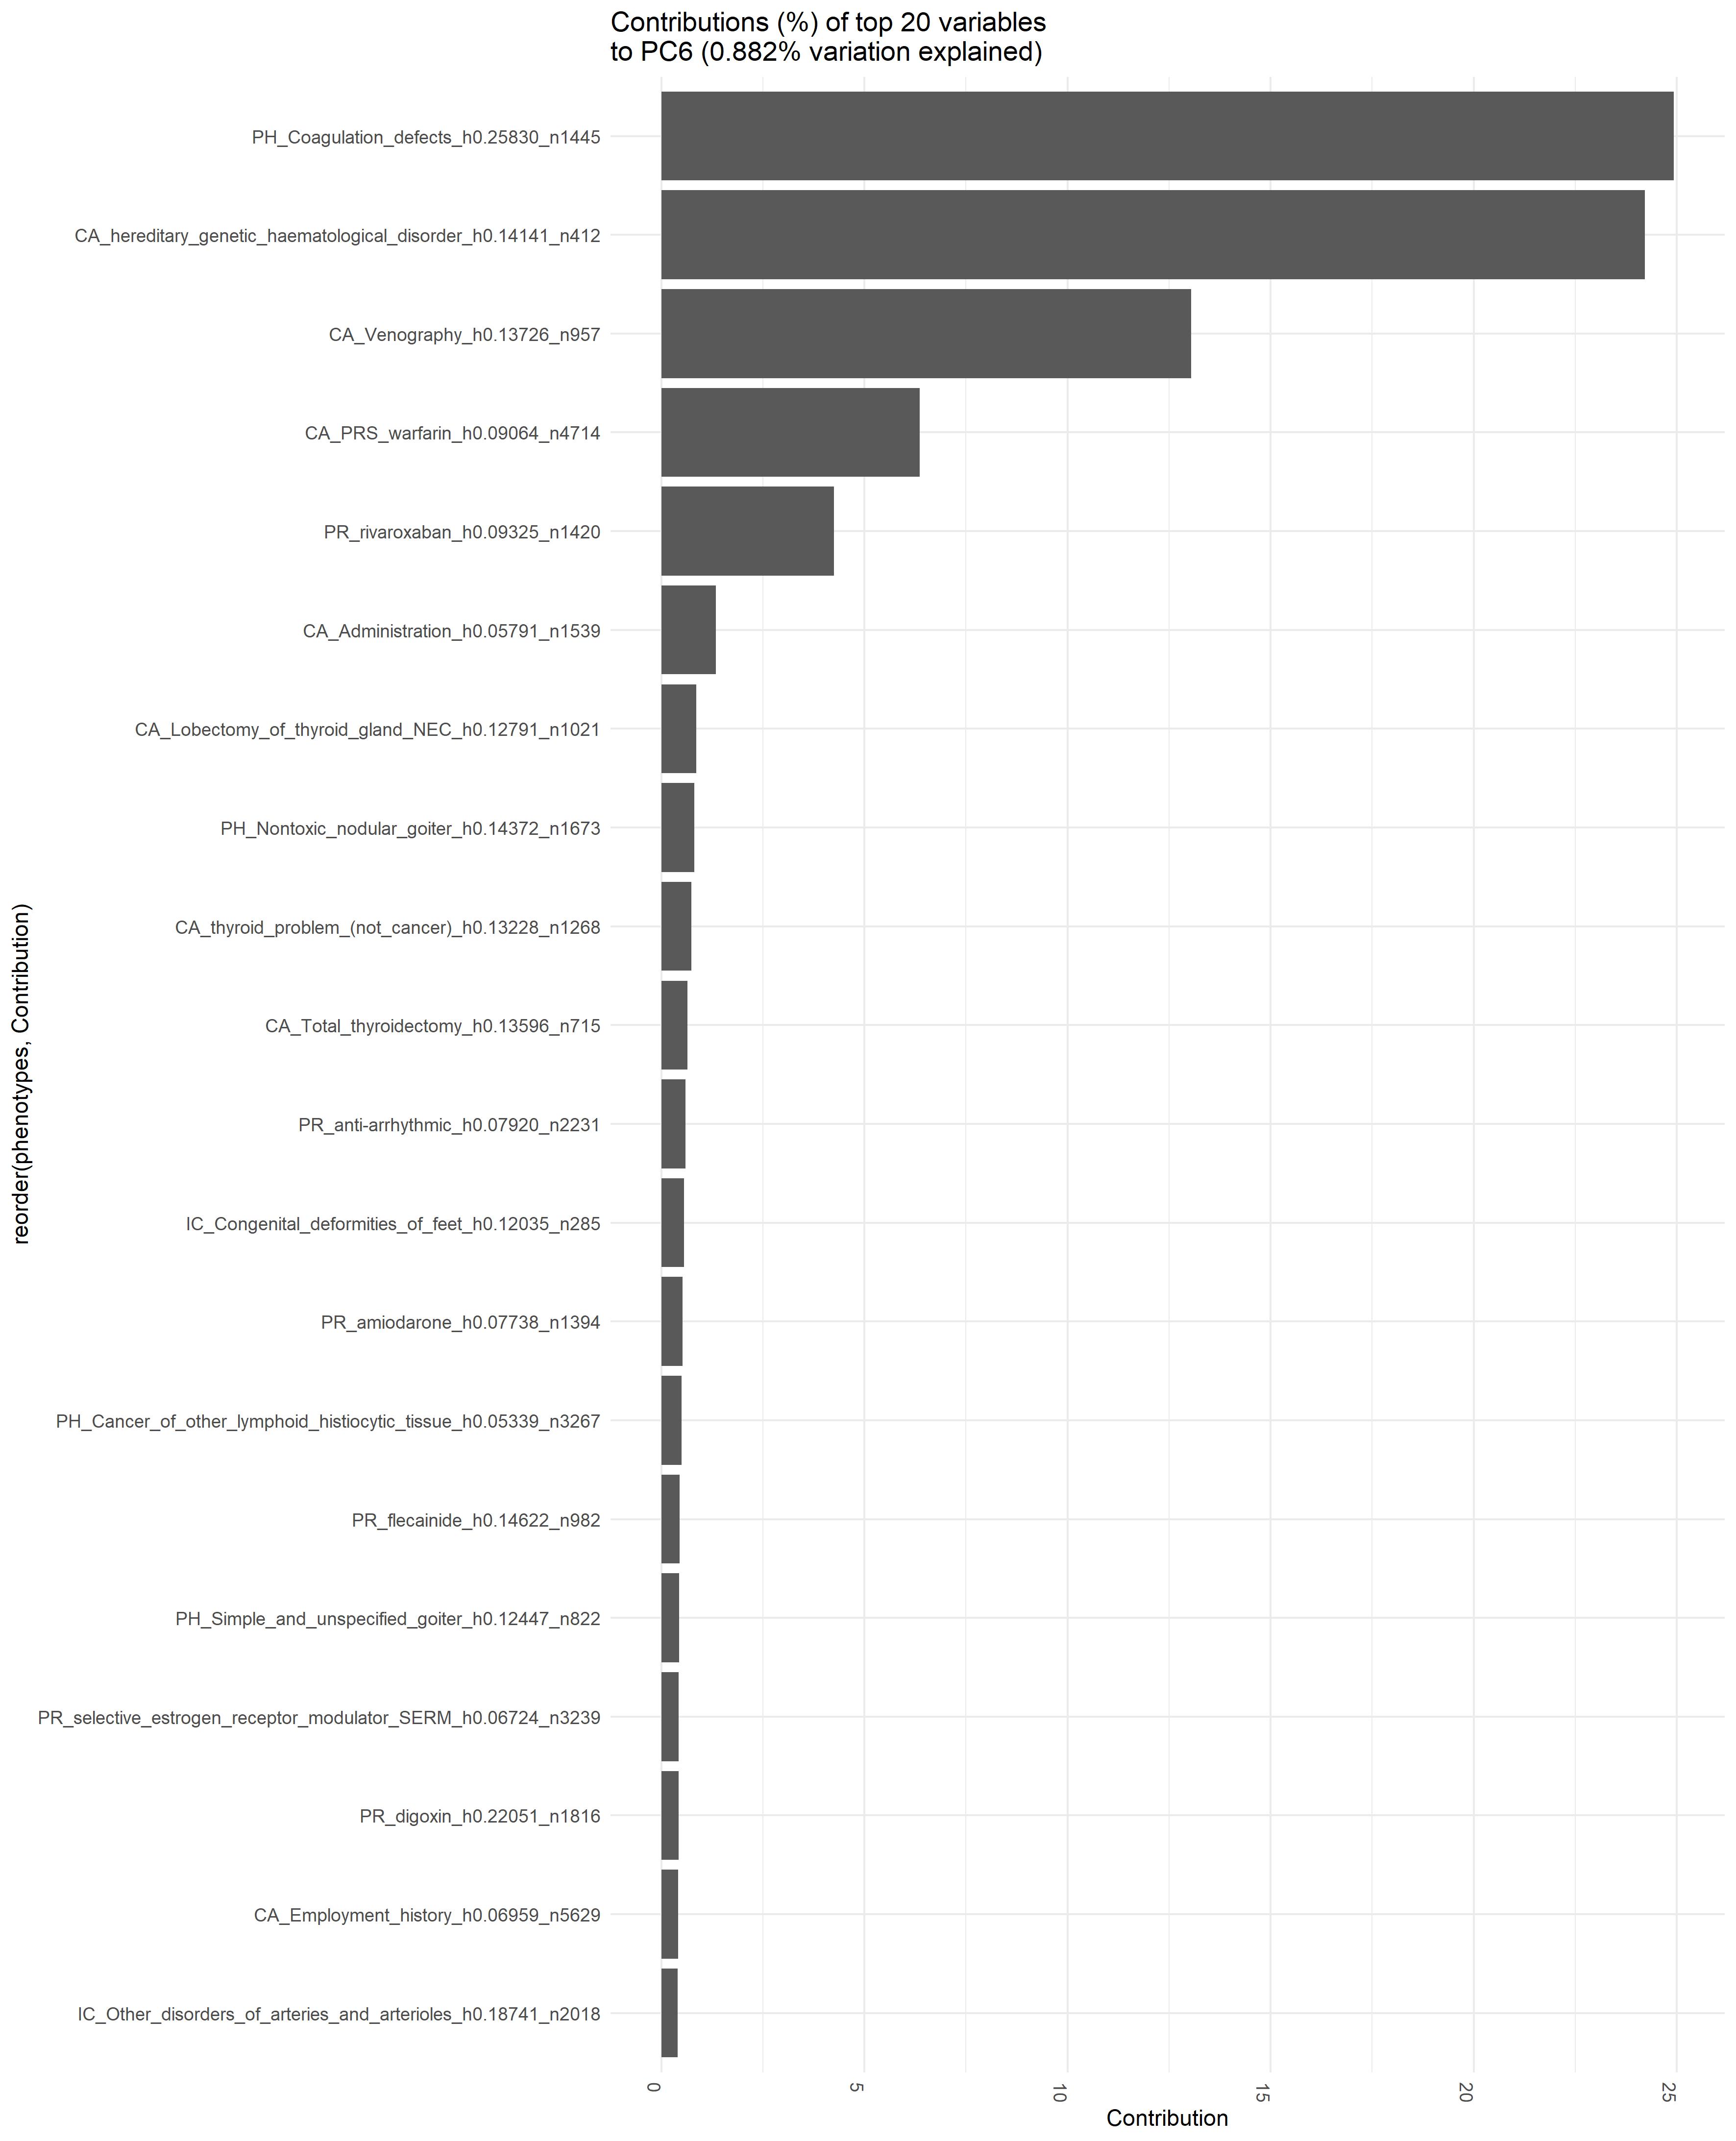 Contributions (%) of top 20 variables
to PC6 (0.882% variation explained)
PH_Coagulation_defects_h0.25830_n1445
CA_hereditary_genetic_haematological_disorder_h0.14141_n412
CA_Venography_h0.13726_n957
CA_PRS_warfarin_h0.09064_n4714
PR_rivaroxaban_h0.09325_n1420
CA_Administration_h0.05791_n1539
CA_Lobectomy_of_thyroid_gland_NEC_h0.12791_n1021
PH_Nontoxic_nodular_goiter_h0.14372_n1673
CA_thyroid_problem_(not_cancer)_h0.13228_n1268
CA_Total_thyroidectomy_h0.13596_n715
PR_anti-arrhythmic_h0.07920_n2231
IC_Congenital_deformities_of_feet_h0.12035_n285
PR_amiodarone_h0.07738_n1394
PH_Cancer_of_other_lymphoid_histiocytic_tissue_h0.05339_n3267
PR_flecainide_h0.14622_n982
PH_Simple_and_unspecified_goiter_h0.12447_n822
PR_selective_estrogen_receptor_modulator_SERM_h0.06724_n3239
PR_digoxin_h0.22051_n1816
CA_Employment_history_h0.06959_n5629
IC_Other_disorders_of_arteries_and_arterioles_h0.18741_n2018
reorder(phenotypes, Contribution)
0
5
10
15
20
25
Contribution